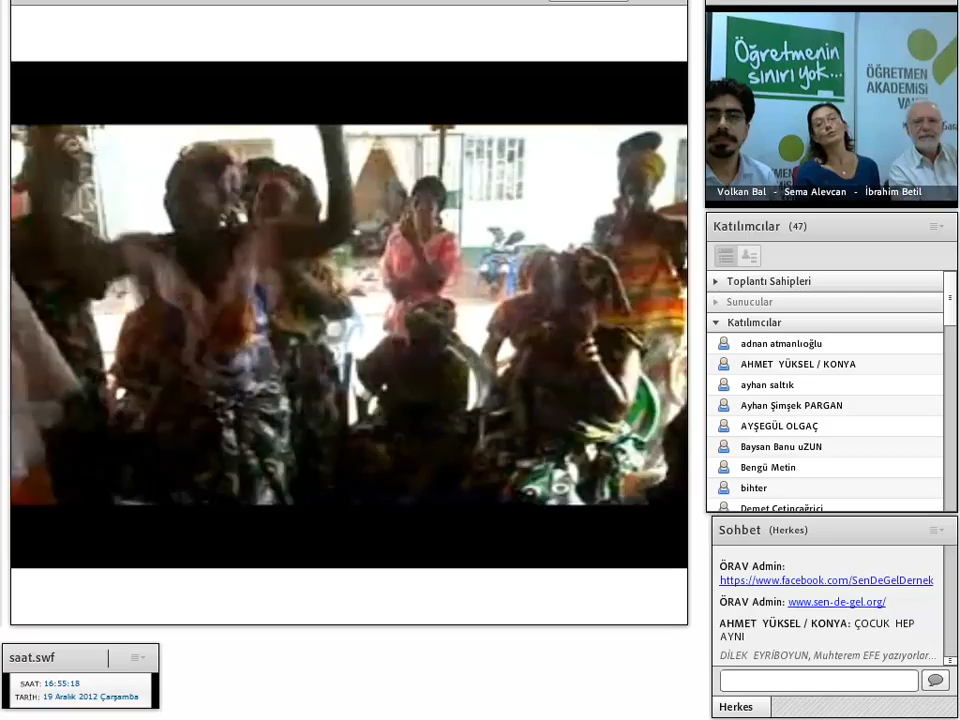 Öğretmenin
sınırı yok...
ÖĞRETMEN
AKADEMİSİ
Volkan Bal - Sema Alevcan - İbrahim Betil
Katılımcılar (47)
Toplantı Sahipleri
Sunucular
Katılımcılar
adnan atmanlıoğlu
AHMET YÜKSEL / KONYA
ayhan saltık
Ayhan Şimşek PARGAN
AYŞEGÜL OLGAÇ
Baysan Banu uZUN
Bengü Metin
bihter
Demet Çetinçağrici
Sohbet (Herkes)
ÖRAV Admin:
https://www.facebook.com/SenDeGelDernek
ÖRAV Admin: www.sen-de-gel.org/
AHMET YÜKSEL / KONYA: ÇOCUK HEP
AYNI
DİLEK EYRİBOYUN, Muhterem EFE yazıyorlar...
Herkes
saat.swf
SAAT: 16:55:18
TARİH: 19 Aralık 2012 Çarşamba